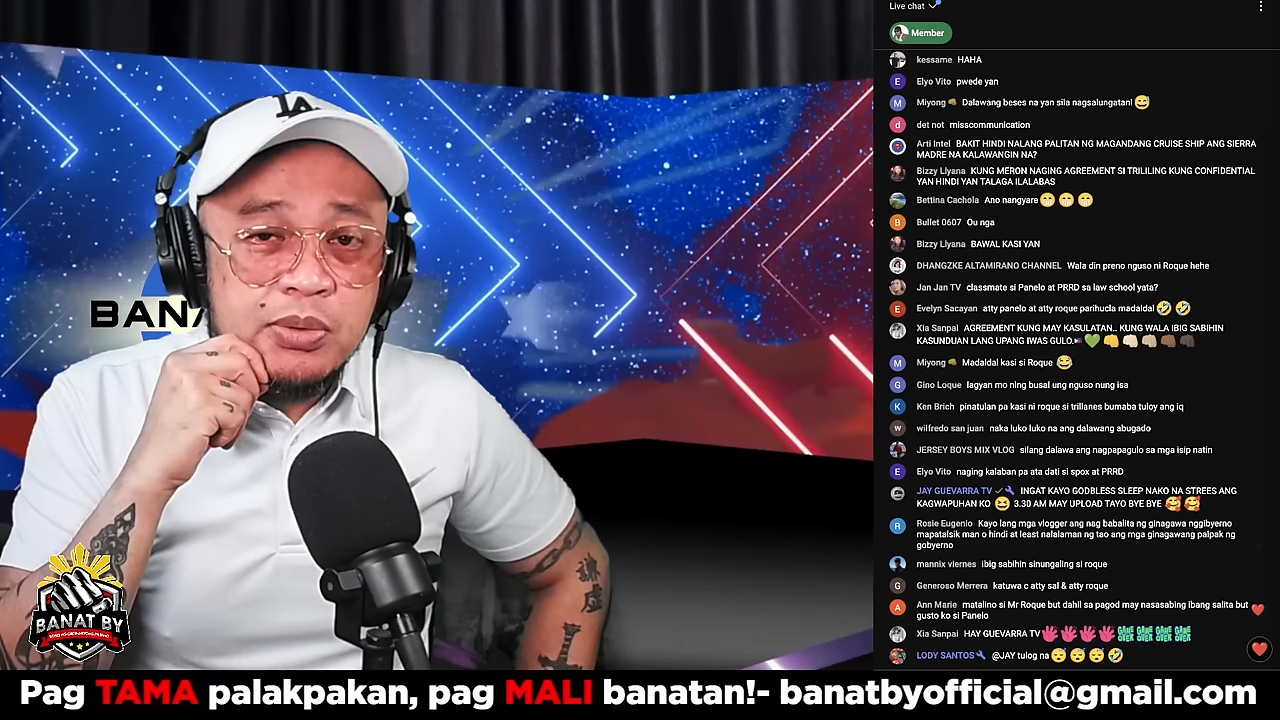 LA
BANA
謙
虚
BANAT BY
Live chat
Member
kessame HAHA
Elyo Vito pwede yan
Miyong Dalawang beses na yan sila nagsalungatan!
det not misscommunication
Arti Intel BAKIT HINDI NALANG PALITAN NG MAGANDANG CRUISE SHIP ANG SIERRA
MADRE NA KALAWANGIN NA?
Bizzy Llyana KUNG MERON NAGING AGREEMENT SI TRILILING KUNG CONFIDENTIAL
YAN HINDI YAN TALAGA ILALABAS
Bettina Cachola Ano nangyare😁😁😁
Bullet 0607 Ou nga
Bizzy Llyana BAWAL KASI YAN
DHANGZKE ALTAMIRANO CHANNEL Wala din preno nguso ni Roque hehe
Jan Jan TV classmate si Panelo at PRRD sa law school yata?
Evelyn Sacayan atty panelo at atty roque parihucla madaldal 🤣 🤣
Xia Sanpai AGREEMENT KUNG MAY KASULATAN.. KUNG WALA IBIG SABIHIN
KASUNDUAN LANG UPANG IWAS GULO.
Miyong Madaldal kasi si Roque 😂
Gino Loque lagyan mo ning busal ung nguso nung isa
Ken Brich pinatulan pa kasi ni roque si trillanes bumaba tuloy ang iq
wilfredo san juan naka luko luko na ang dalawang abugado
JERSEY BOYS MIX VLOG silang dalawa ang nagpapagulo sa mga isip natin
Elyo Vito naging kalaban pa ata dati si spox at PRRD
JAY GUEVARRA TV INGAT KAYO GODBLESS SLEEP NAKO NA STREES ANG
KAGWAPUHAN KO 😆 3.30 AM MAY UPLOAD TAYO BYE BYE 🥰 🥰
Rosie Eugenio Kayo lang mga vlogger ang nag babalita ng ginagawa nggibyerno
mapatalsik man o hindi at least nalalaman ng tao ang mga ginagawang palpak ng
gobyerno
mannix viernes ibig sabihin sinungaling si roque
Generoso Merrera katuwa c atty sal & atty roque
Ann Marie matalino si Mr Roque but dahil sa pagod may nasasabing ibang salita but
gusto ko si Panelo
Xia Sanpai HAY GUEVARRA TV GAME OVER GAME OVER GAME OVER GAME OVER
LODY SANTOS @JAY tulog na 😴 😴 😴 🤣
Pag TAMA palakpakan, pag MALI banatan!- banatbyofficial@gmail.com